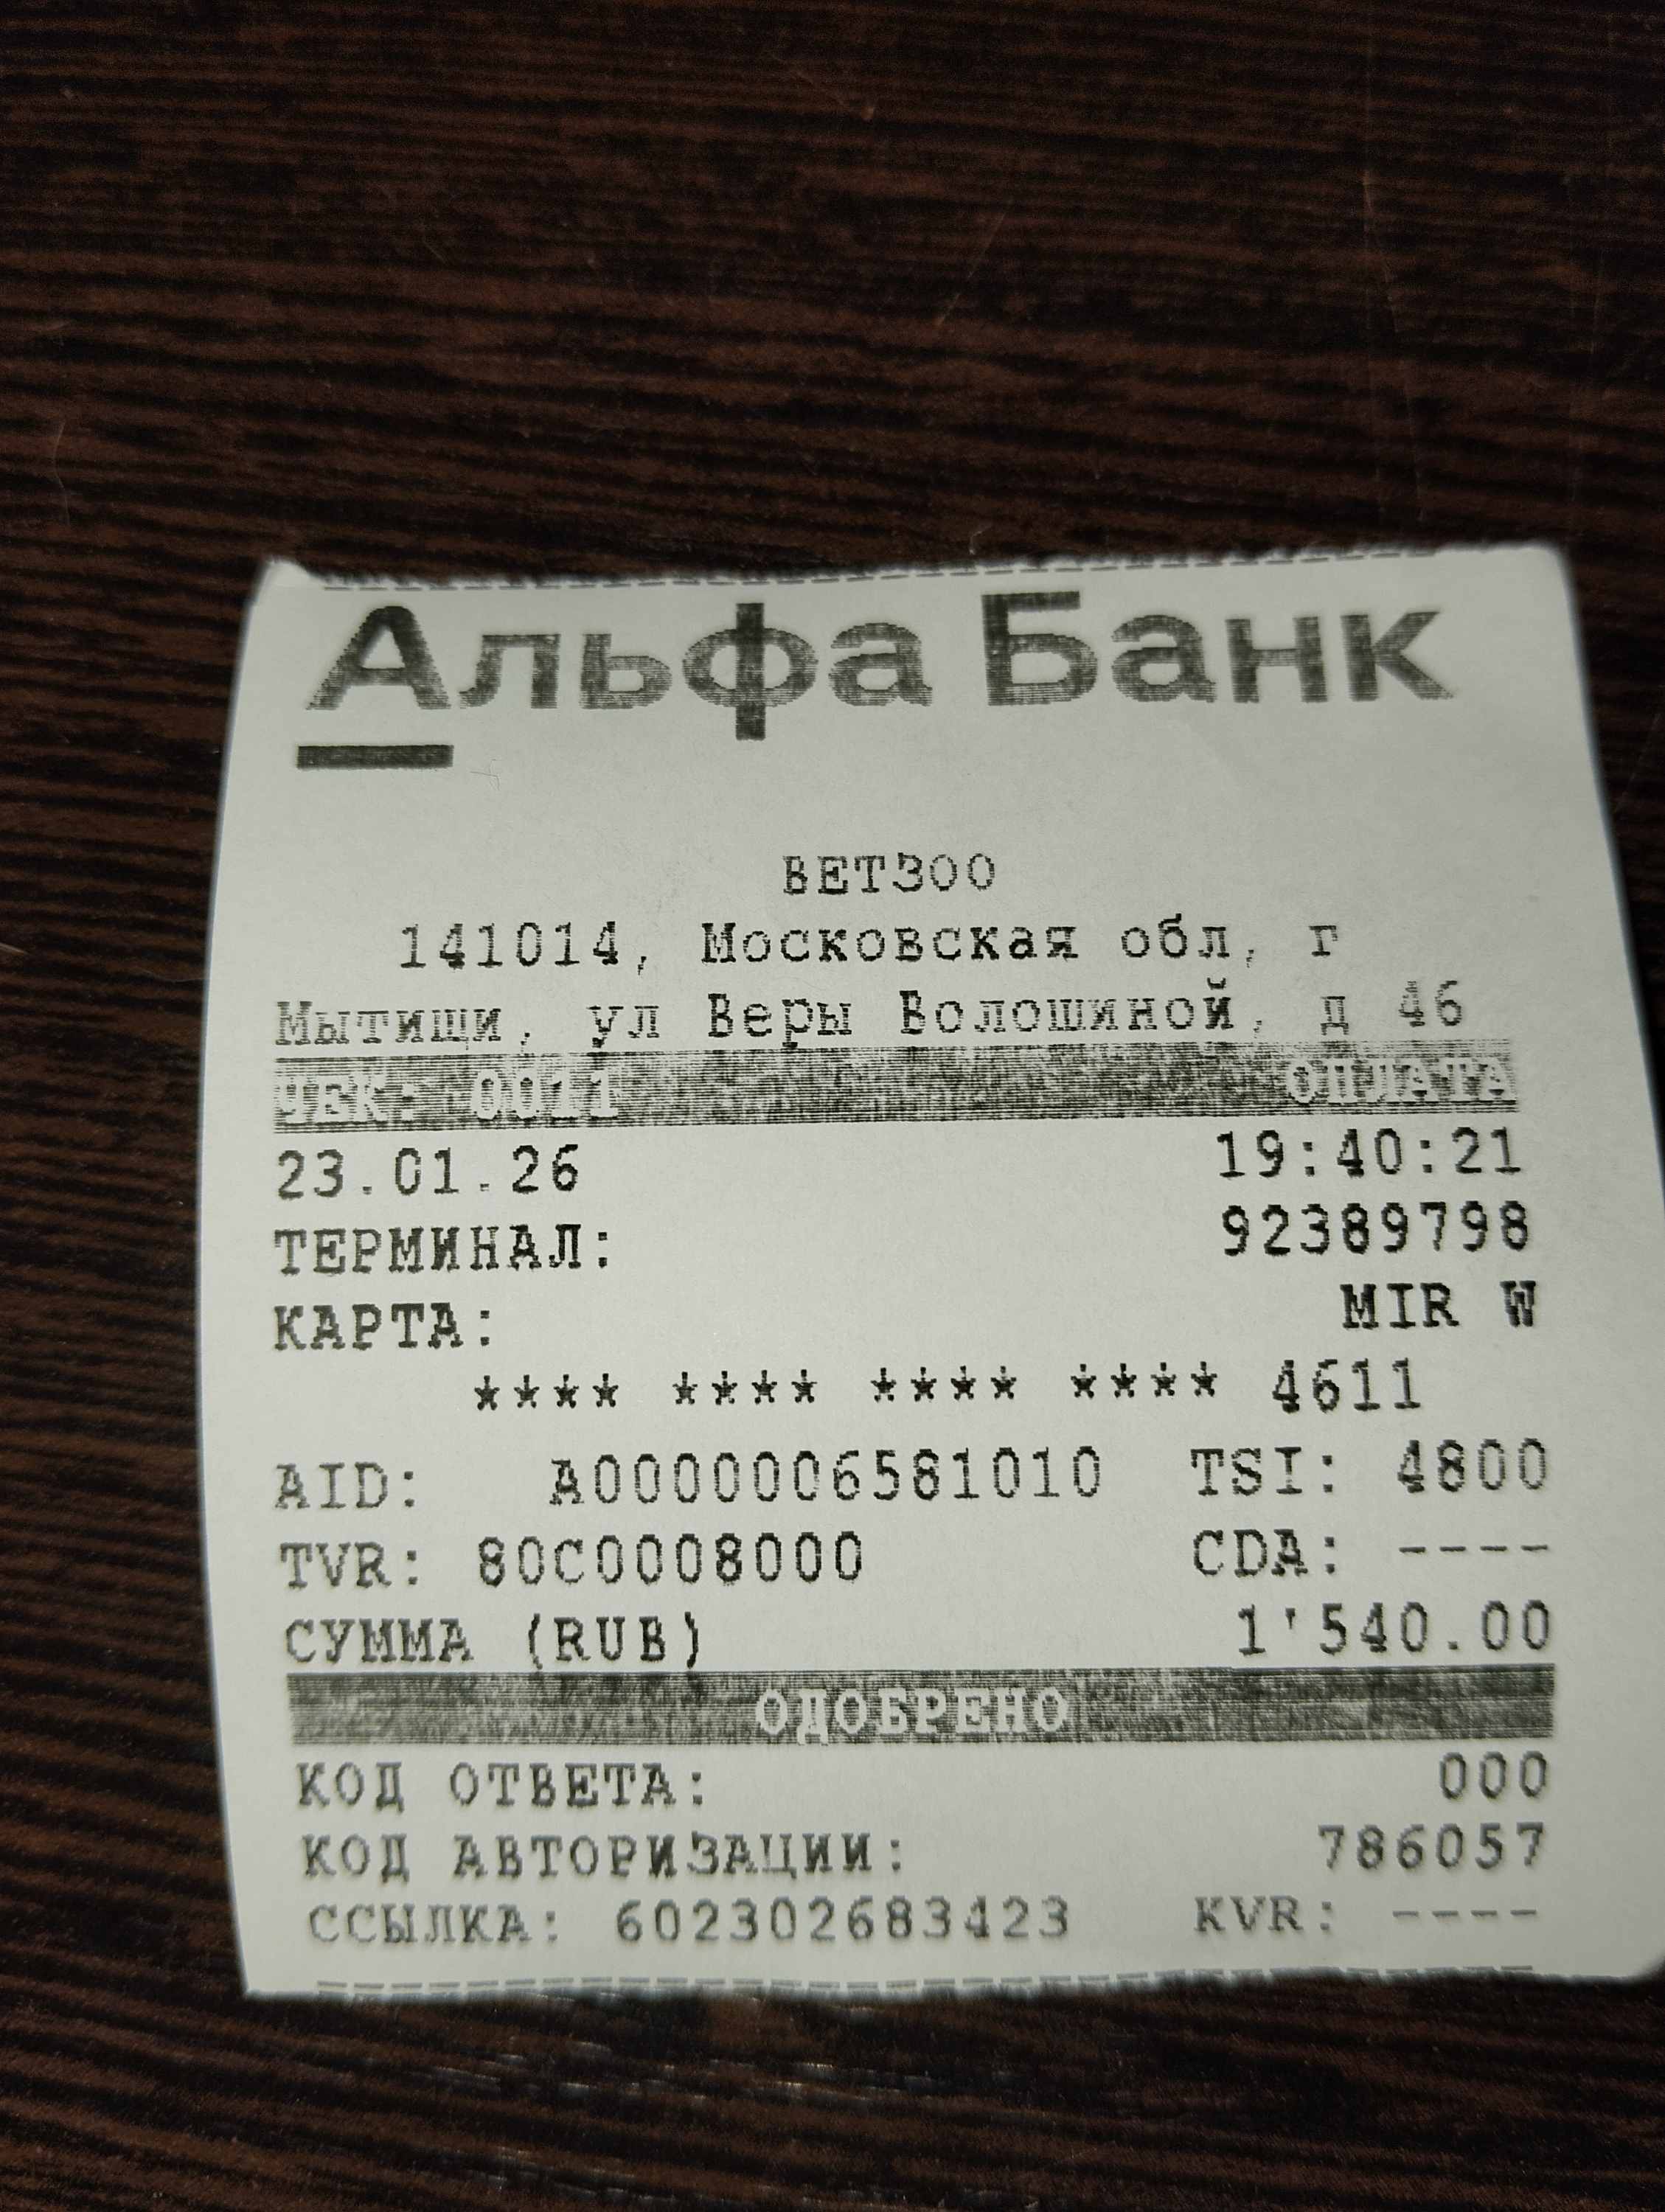 Альфа Банк
ВЕТЗОО
141014, Московская обл, г
Мытищи, ул Веры Волошиной, д 46
ЧЕК: 0011 ОПЛАТА
23.01.26 19:40:21
ТЕРМИНАЛ: 92389798
КАРТА: MIR W
**** **** **** **** 4611
AID: A0000006581010 TSI: 4800
TVR: 80C0008000 CDA: ----
СУММА (RUB) 1'540.00
ОДОБРЕНО
КОД ОТВЕТА: 000
КОД АВТОРИЗАЦИИ: 786057
ССЫЛКА: 602302683423 KVR: ----